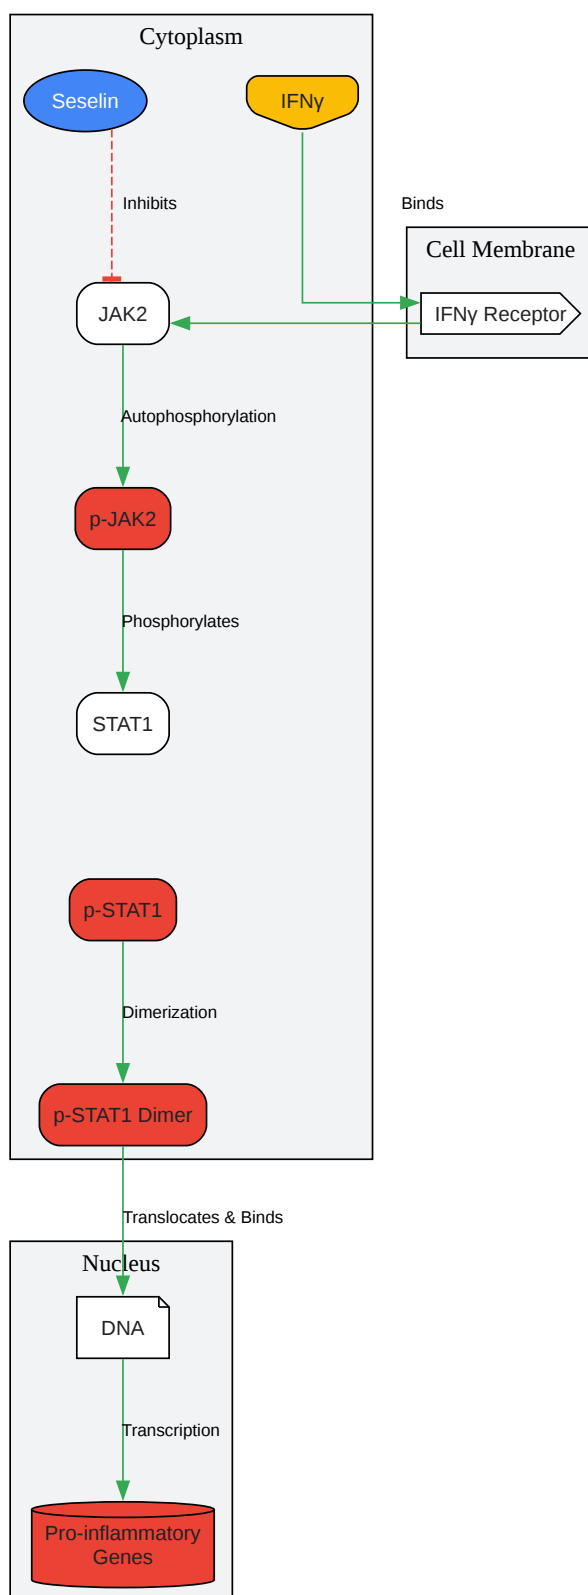 Cytoplasm
Seselin
IFNγ
Inhibits
Binds
Cell Membrane
JAK2
IFNγ Receptor
Autophosphorylation
p-JAK2
Phosphorylates
STAT1
p-STAT1
Dimerization
p-STAT1 Dimer
Translocates & Binds
Nucleus
DNA
Transcription
Pro-inflammatory
Genes